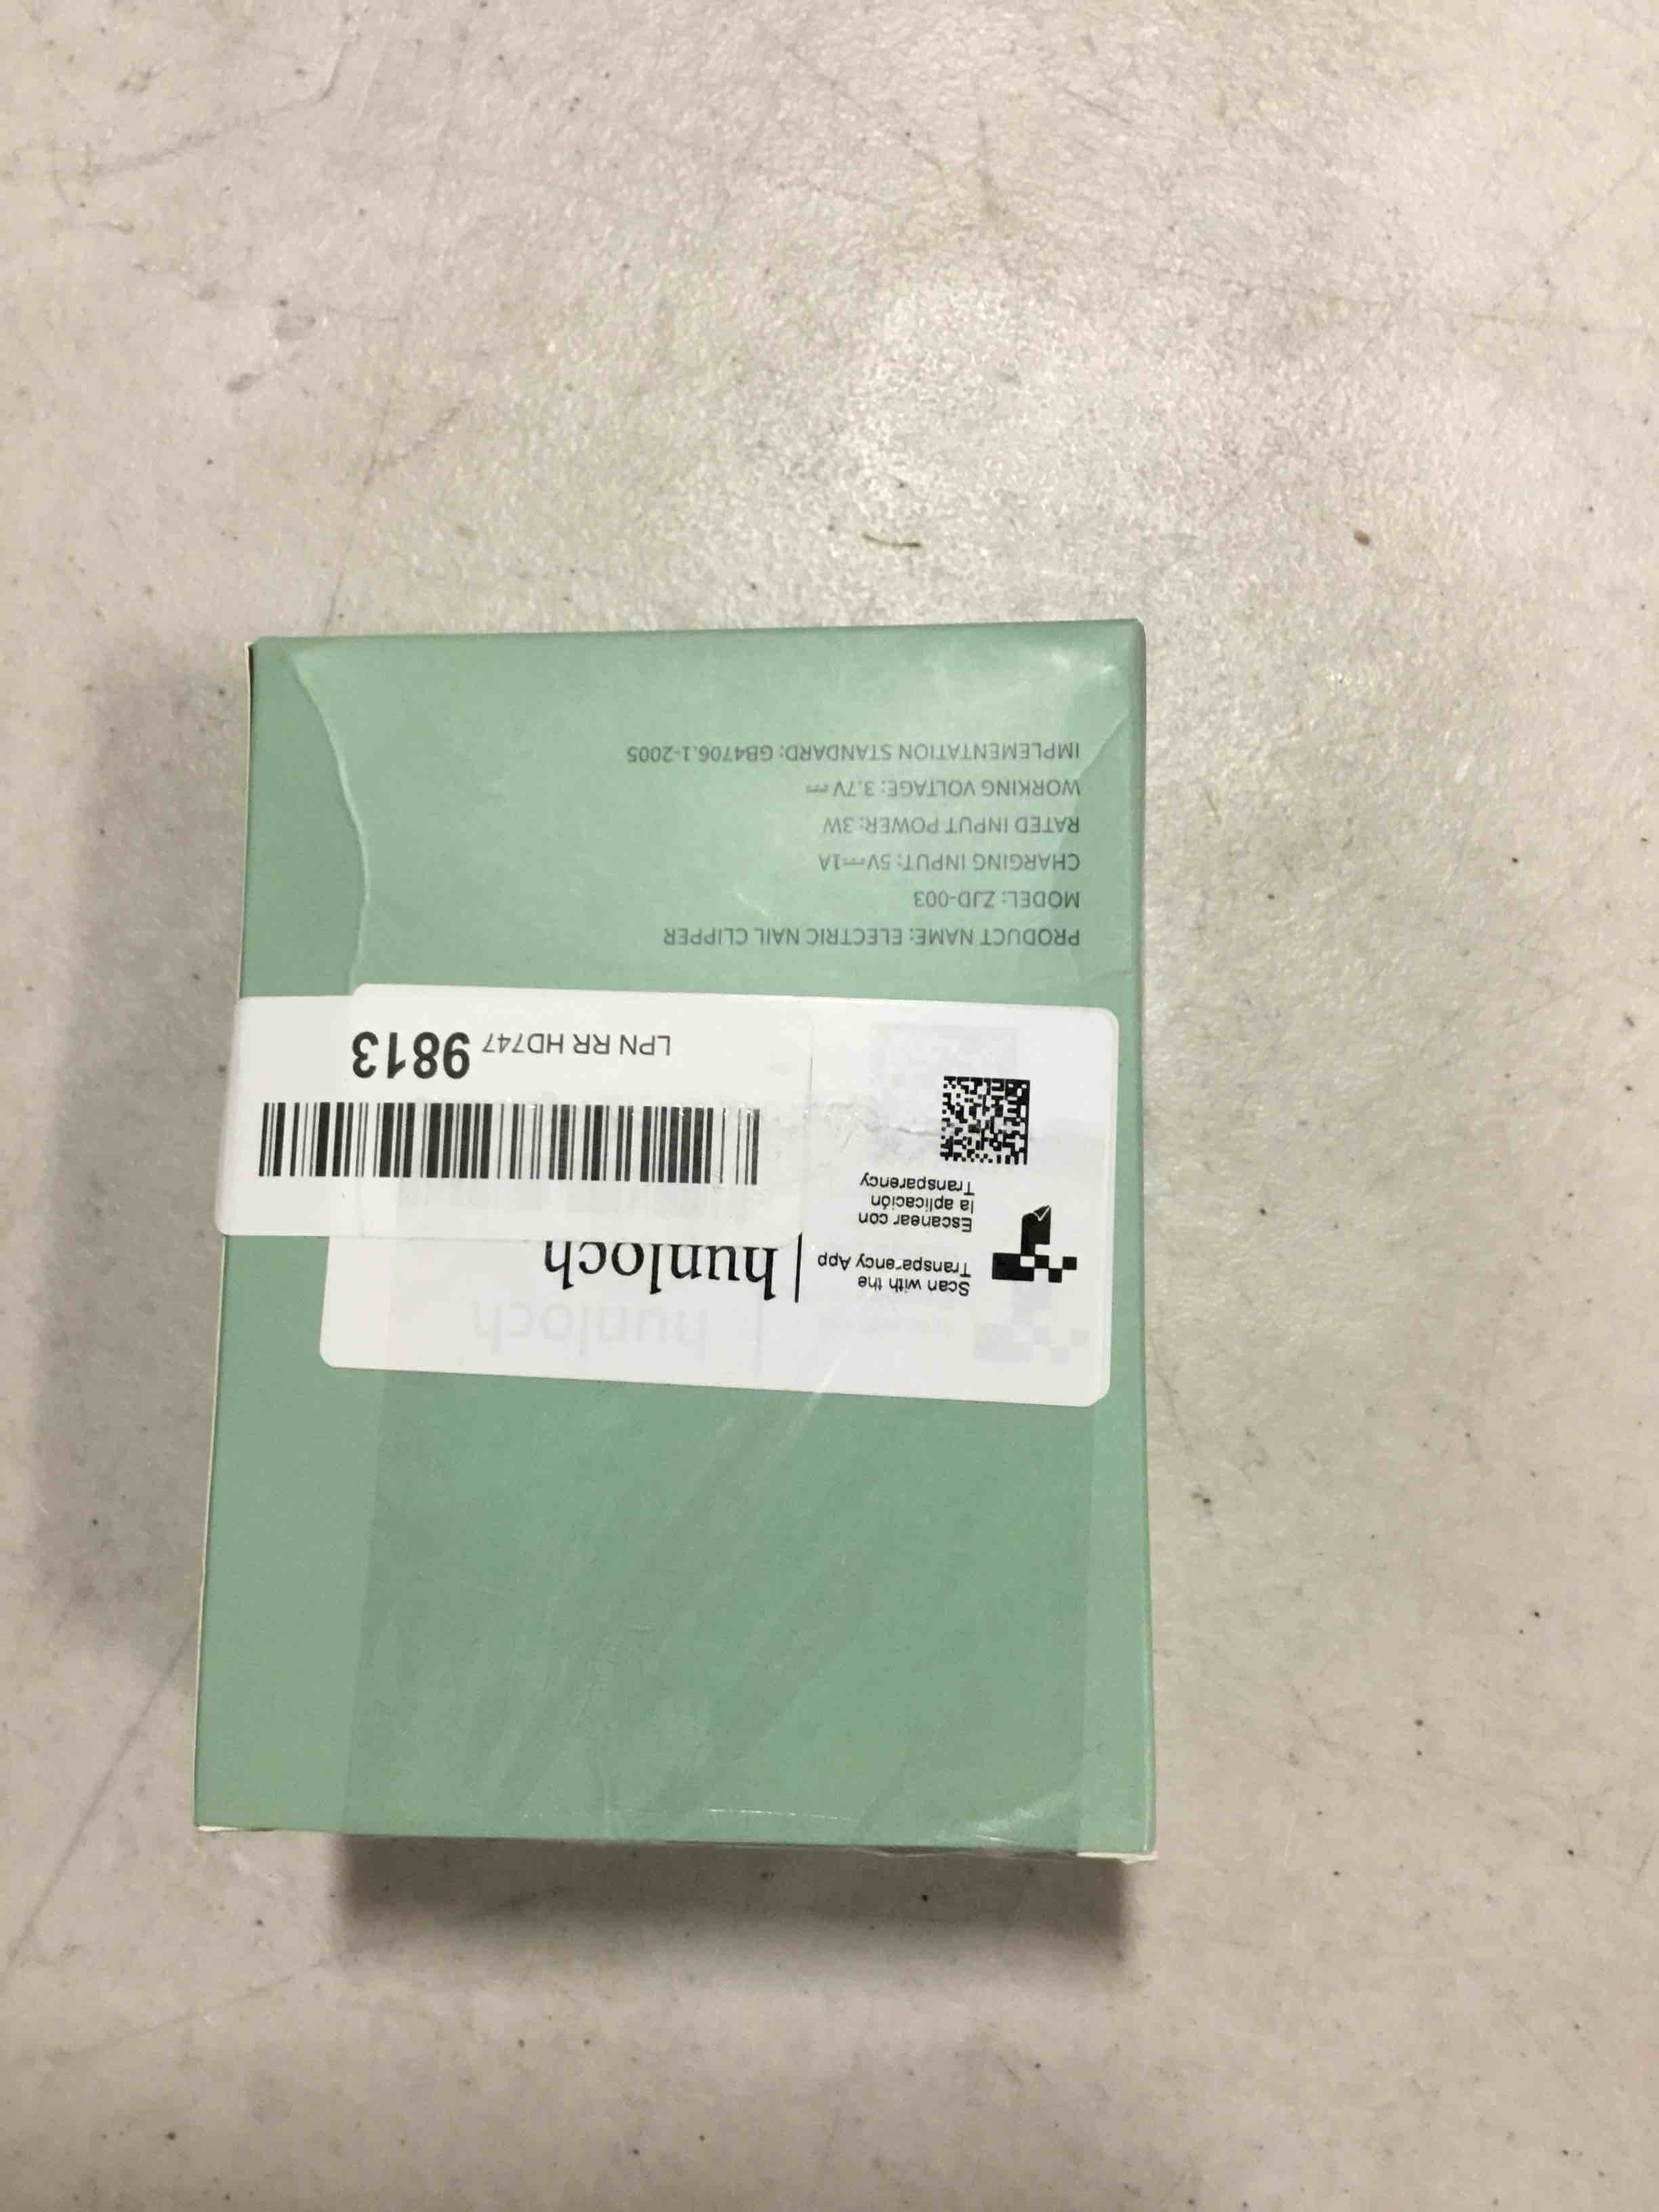 PRODUCT NAME: ELECTRIC NAIL CLIPPER
MODEL: ZJD-003
CHARGING INPUT: 5V⎓1A
RATED INPUT POWER: 3W
WORKING VOLTAGE: 3.7V⎓
IMPLEMENTATION STANDARD: GB4706.1-2005
Scan with the
Transparency App
Escanear con
la aplicación
Transparency
hunloch
LPN RR HD747 9813
hunloch